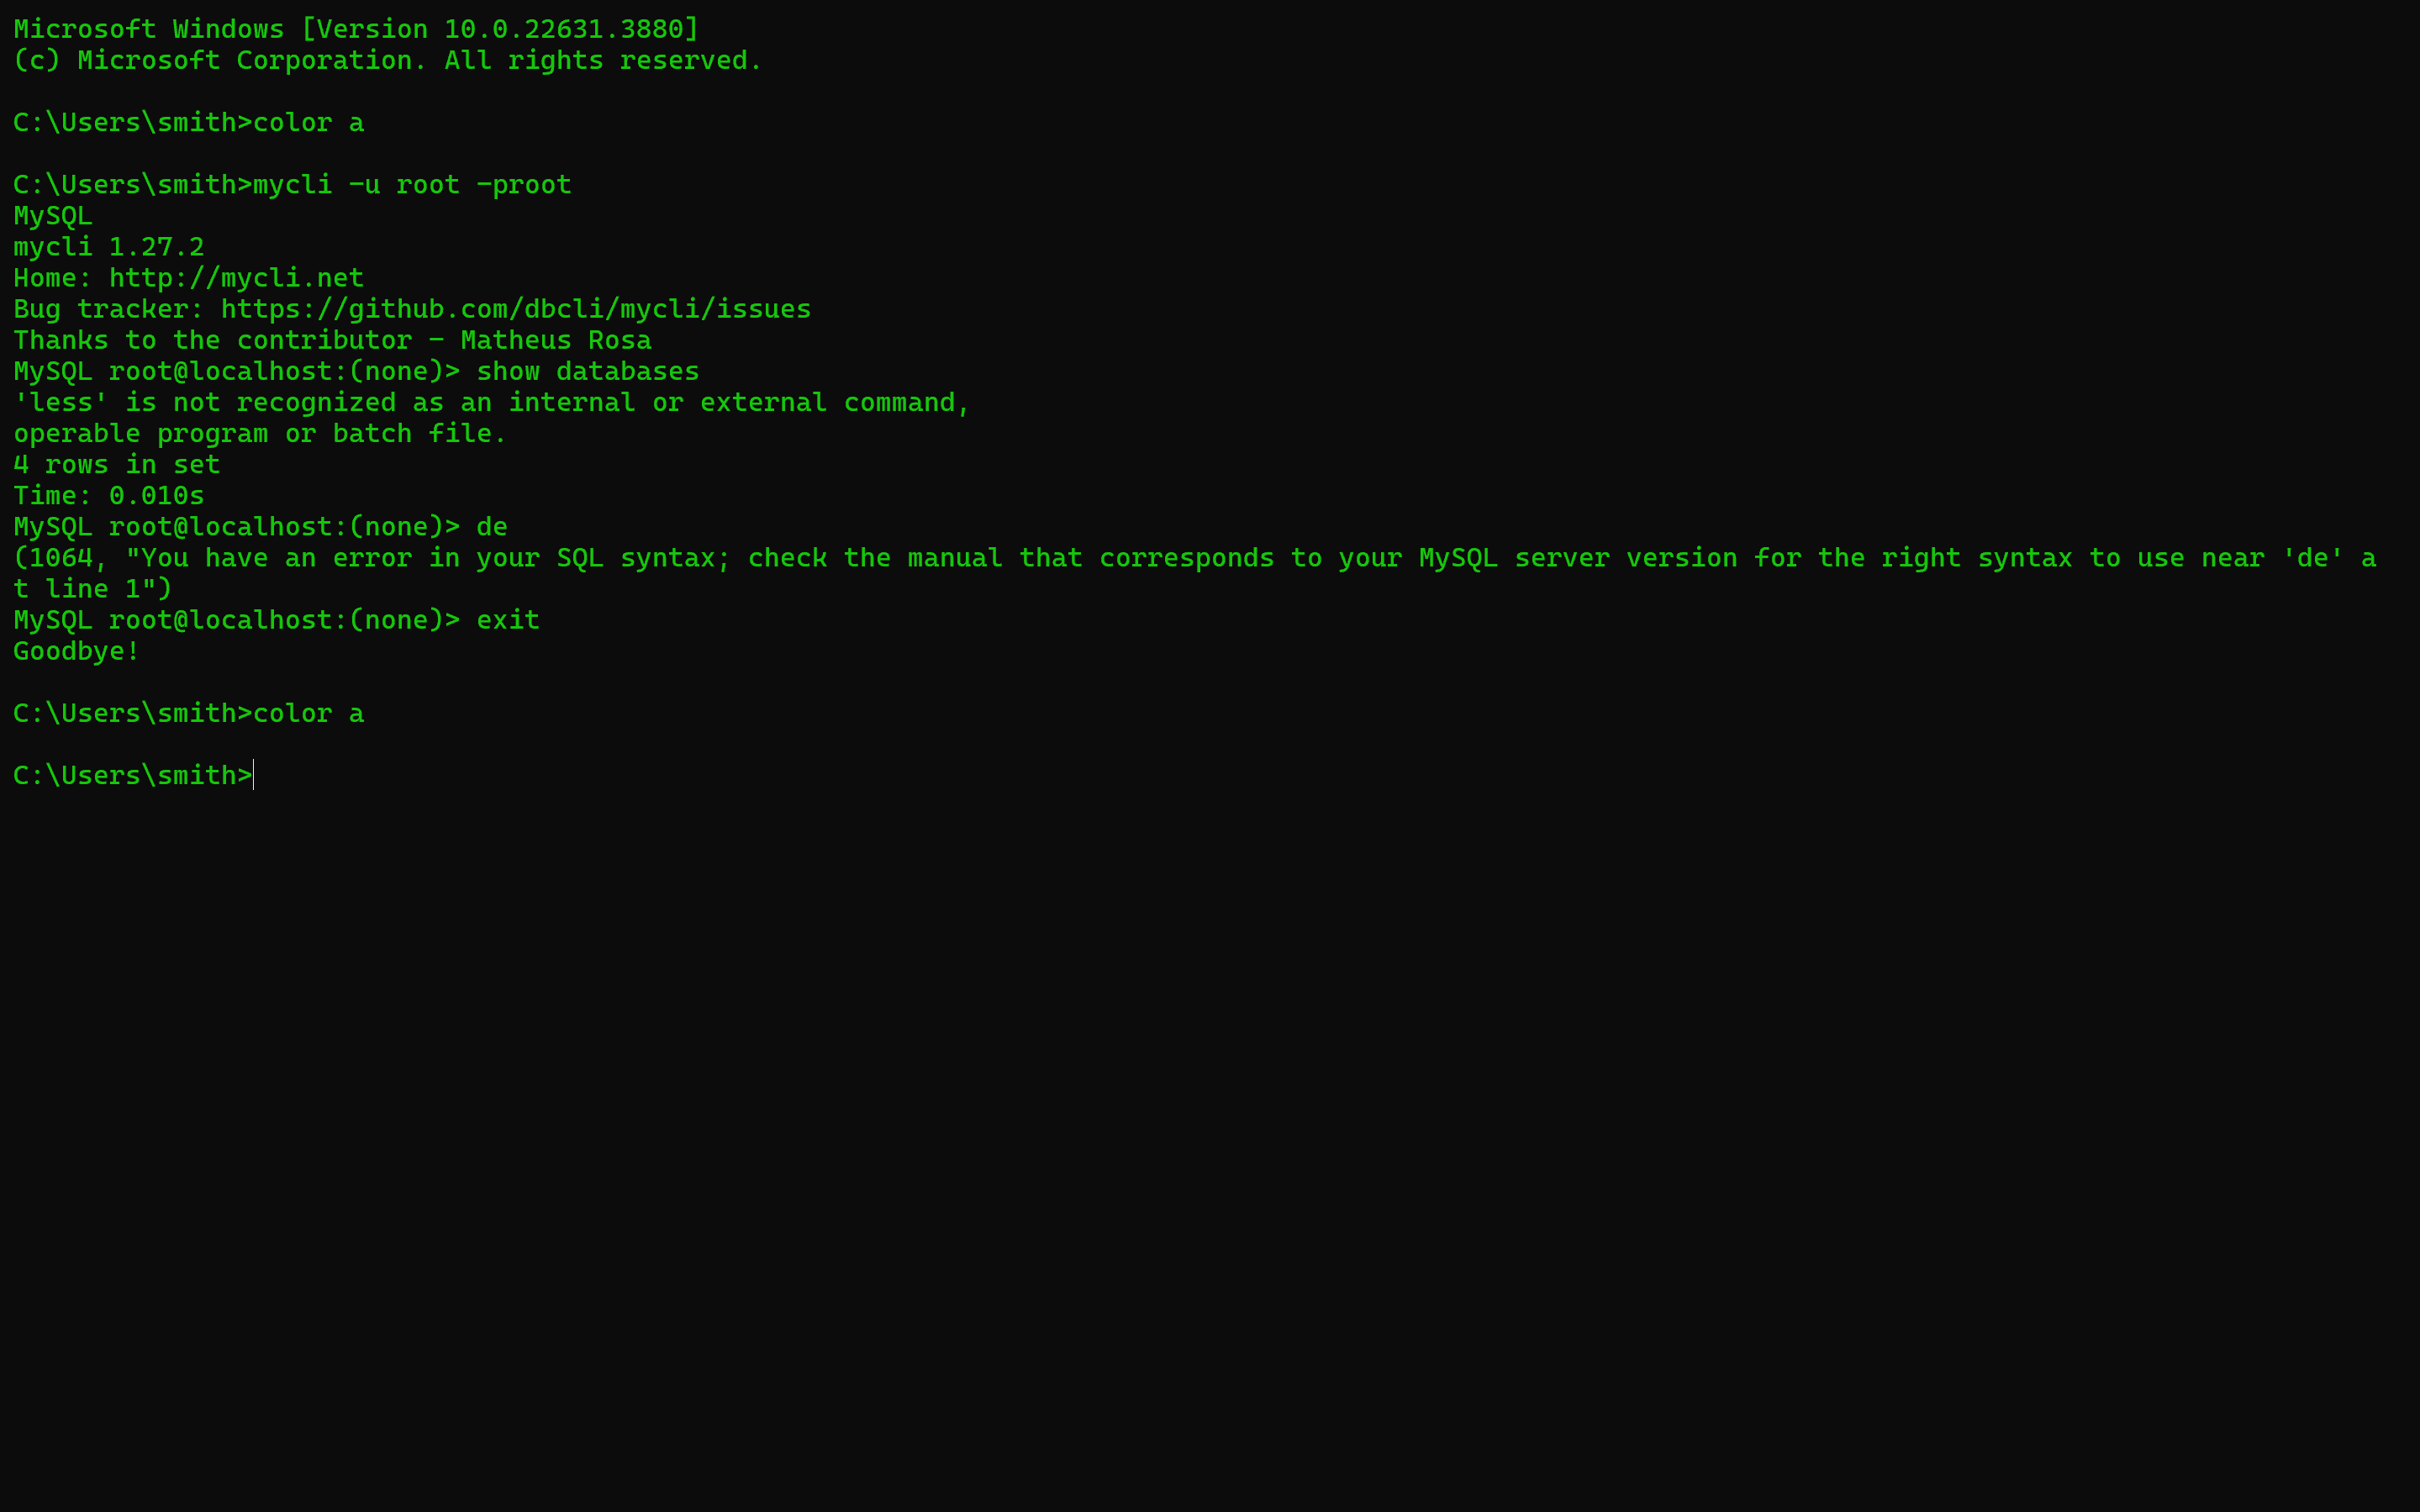 Microsoft Windows [Version 10.0.22631.3880]
(c) Microsoft Corporation. All rights reserved.
C:\Users\smith>color a
C:\Users\smith>mycli -u root -proot
MySQL
mycli 1.27.2
Home: http://mycli.net
Bug tracker: https://github.com/dbcli/mycli/issues
Thanks to the contributor - Matheus Rosa
MySQL root@localhost:(none)> show databases
'less' is not recognized as an internal or external command,
operable program or batch file.
4 rows in set
Time: 0.010s
MySQL root@localhost:(none)> de
(1064, "You have an error in your SQL syntax; check the manual that corresponds to your MySQL server version for the right syntax to use near 'de' a
t line 1")
MySQL root@localhost:(none)> exit
Goodbye!
C:\Users\smith>color a
C:\Users\smith>